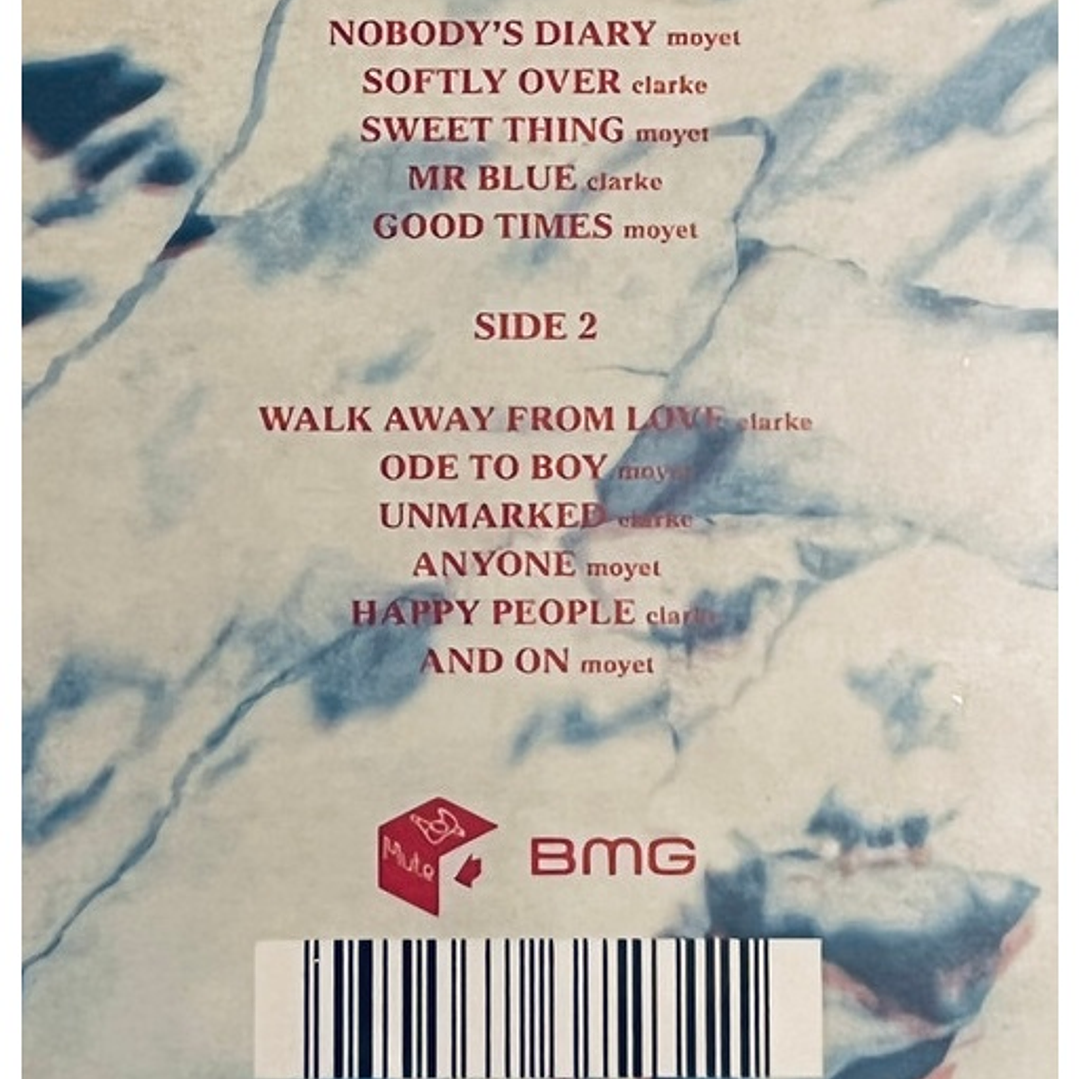 NOBODY'S DIARY moyet
SOFTLY OVER clarke
SWEET THING moyet
MR BLUE clarke
GOOD TIMES moyet
SIDE 2
WALK AWAY FROM LOVE clarke
ODE TO BOY moyet
UNMARKED clarke
ANYONE moyet
HAPPY PEOPLE clarke
AND ON moyet
Mute
BMG